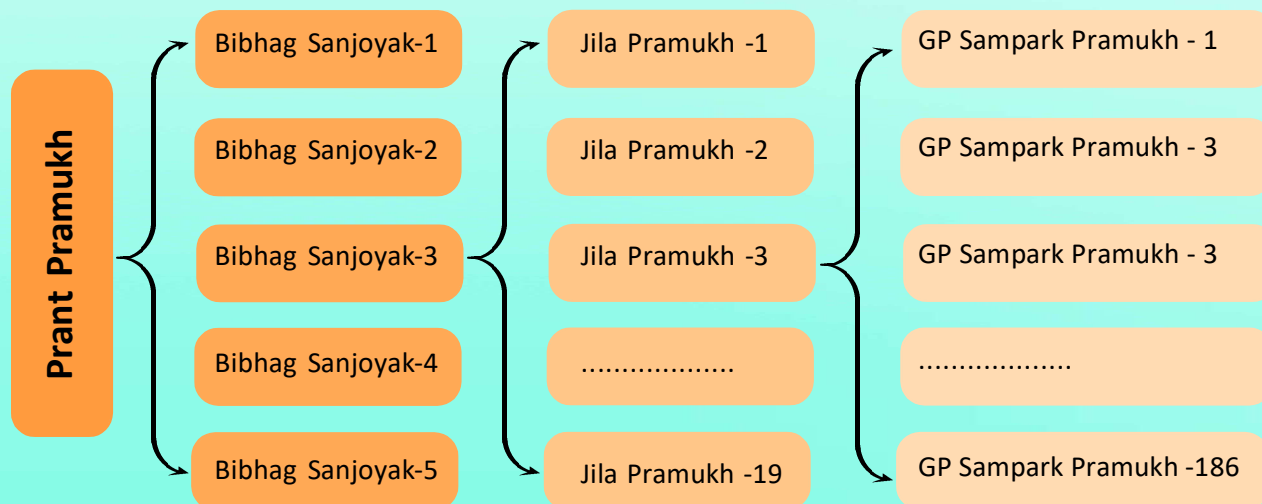 Prant Pramukh
Bibhag Sanjoyak-1
Bibhag Sanjoyak-2
Bibhag Sanjoyak-3
Bibhag Sanjoyak-4
Bibhag Sanjoyak-5
Jila Pramukh -1
Jila Pramukh -2
Jila Pramukh -3
...................
Jila Pramukh -19
GP Sampark Pramukh - 1
GP Sampark Pramukh - 3
GP Sampark Pramukh - 3
...................
GP Sampark Pramukh -186